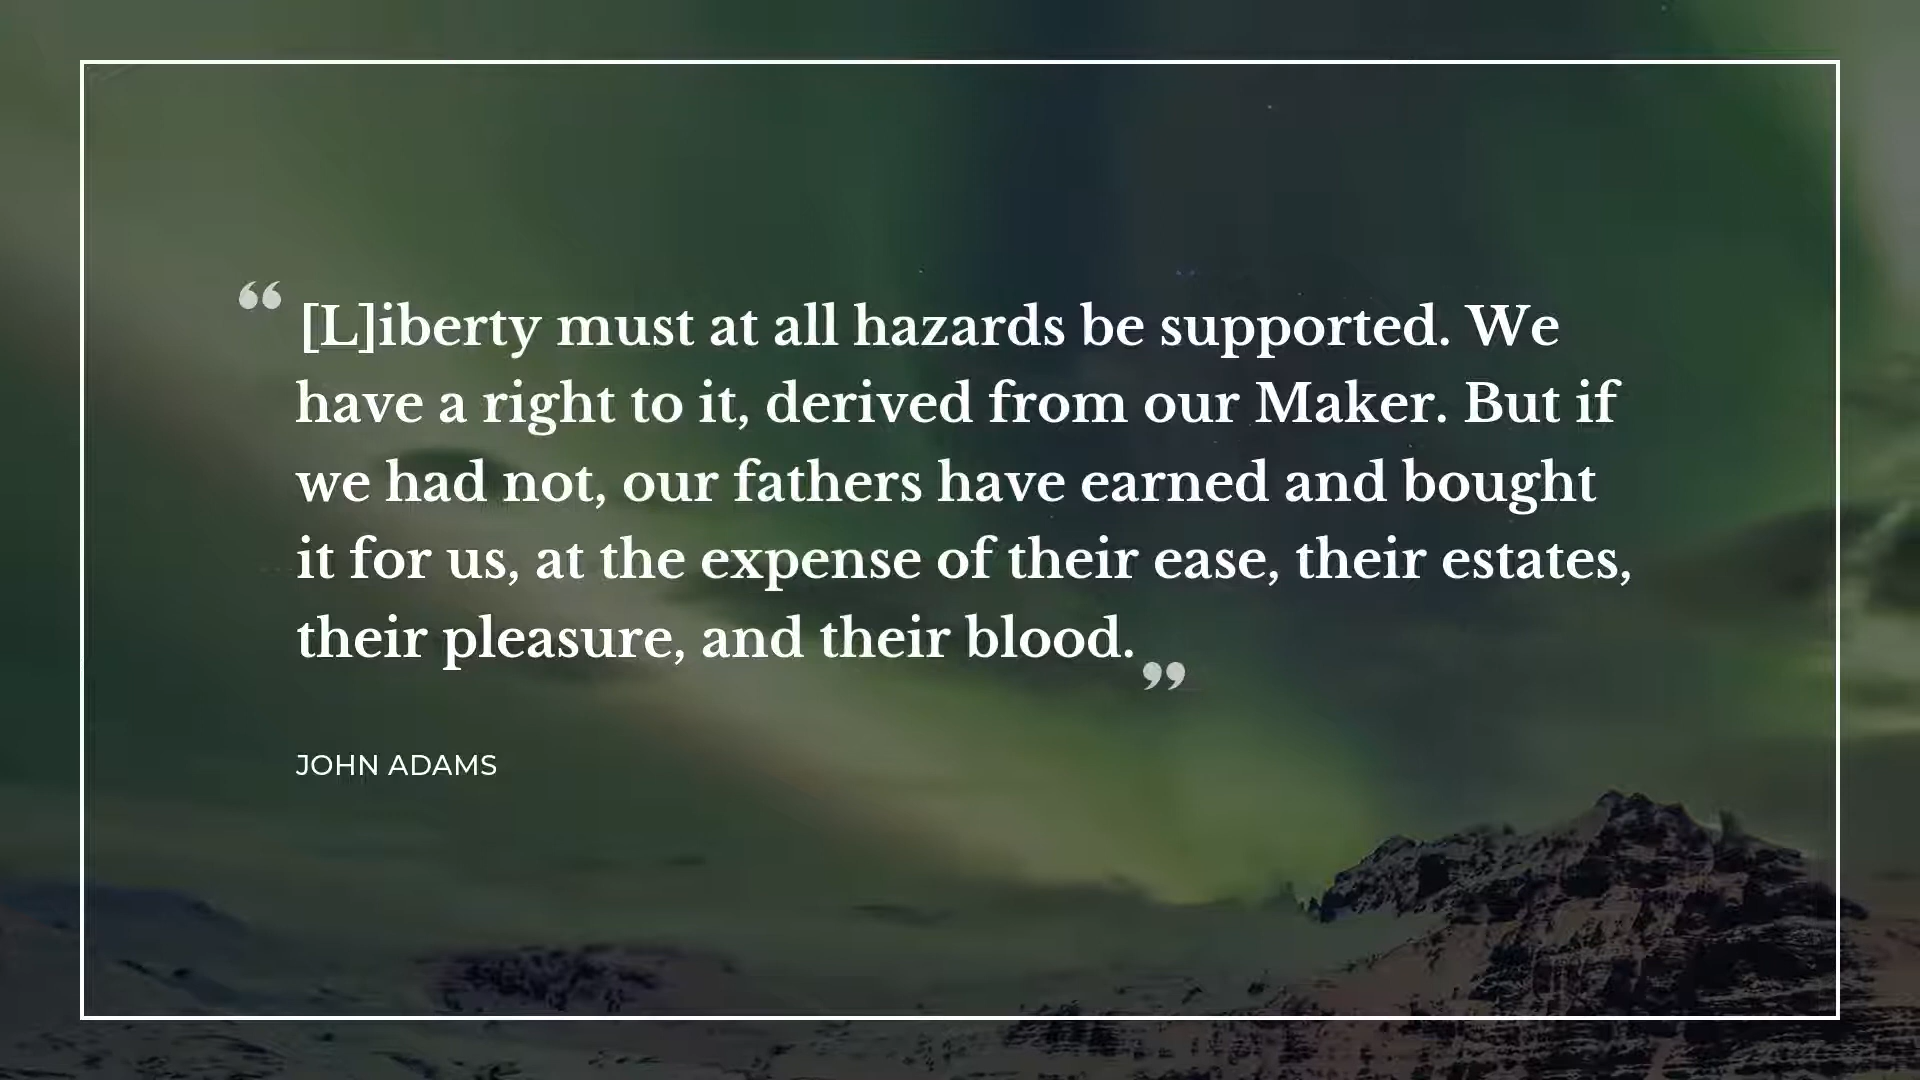 “ [L]iberty must at all hazards be supported. We
have a right to it, derived from our Maker. But if
we had not, our fathers have earned and bought
it for us, at the expense of their ease, their estates,
their pleasure, and their blood. ”
JOHN ADAMS